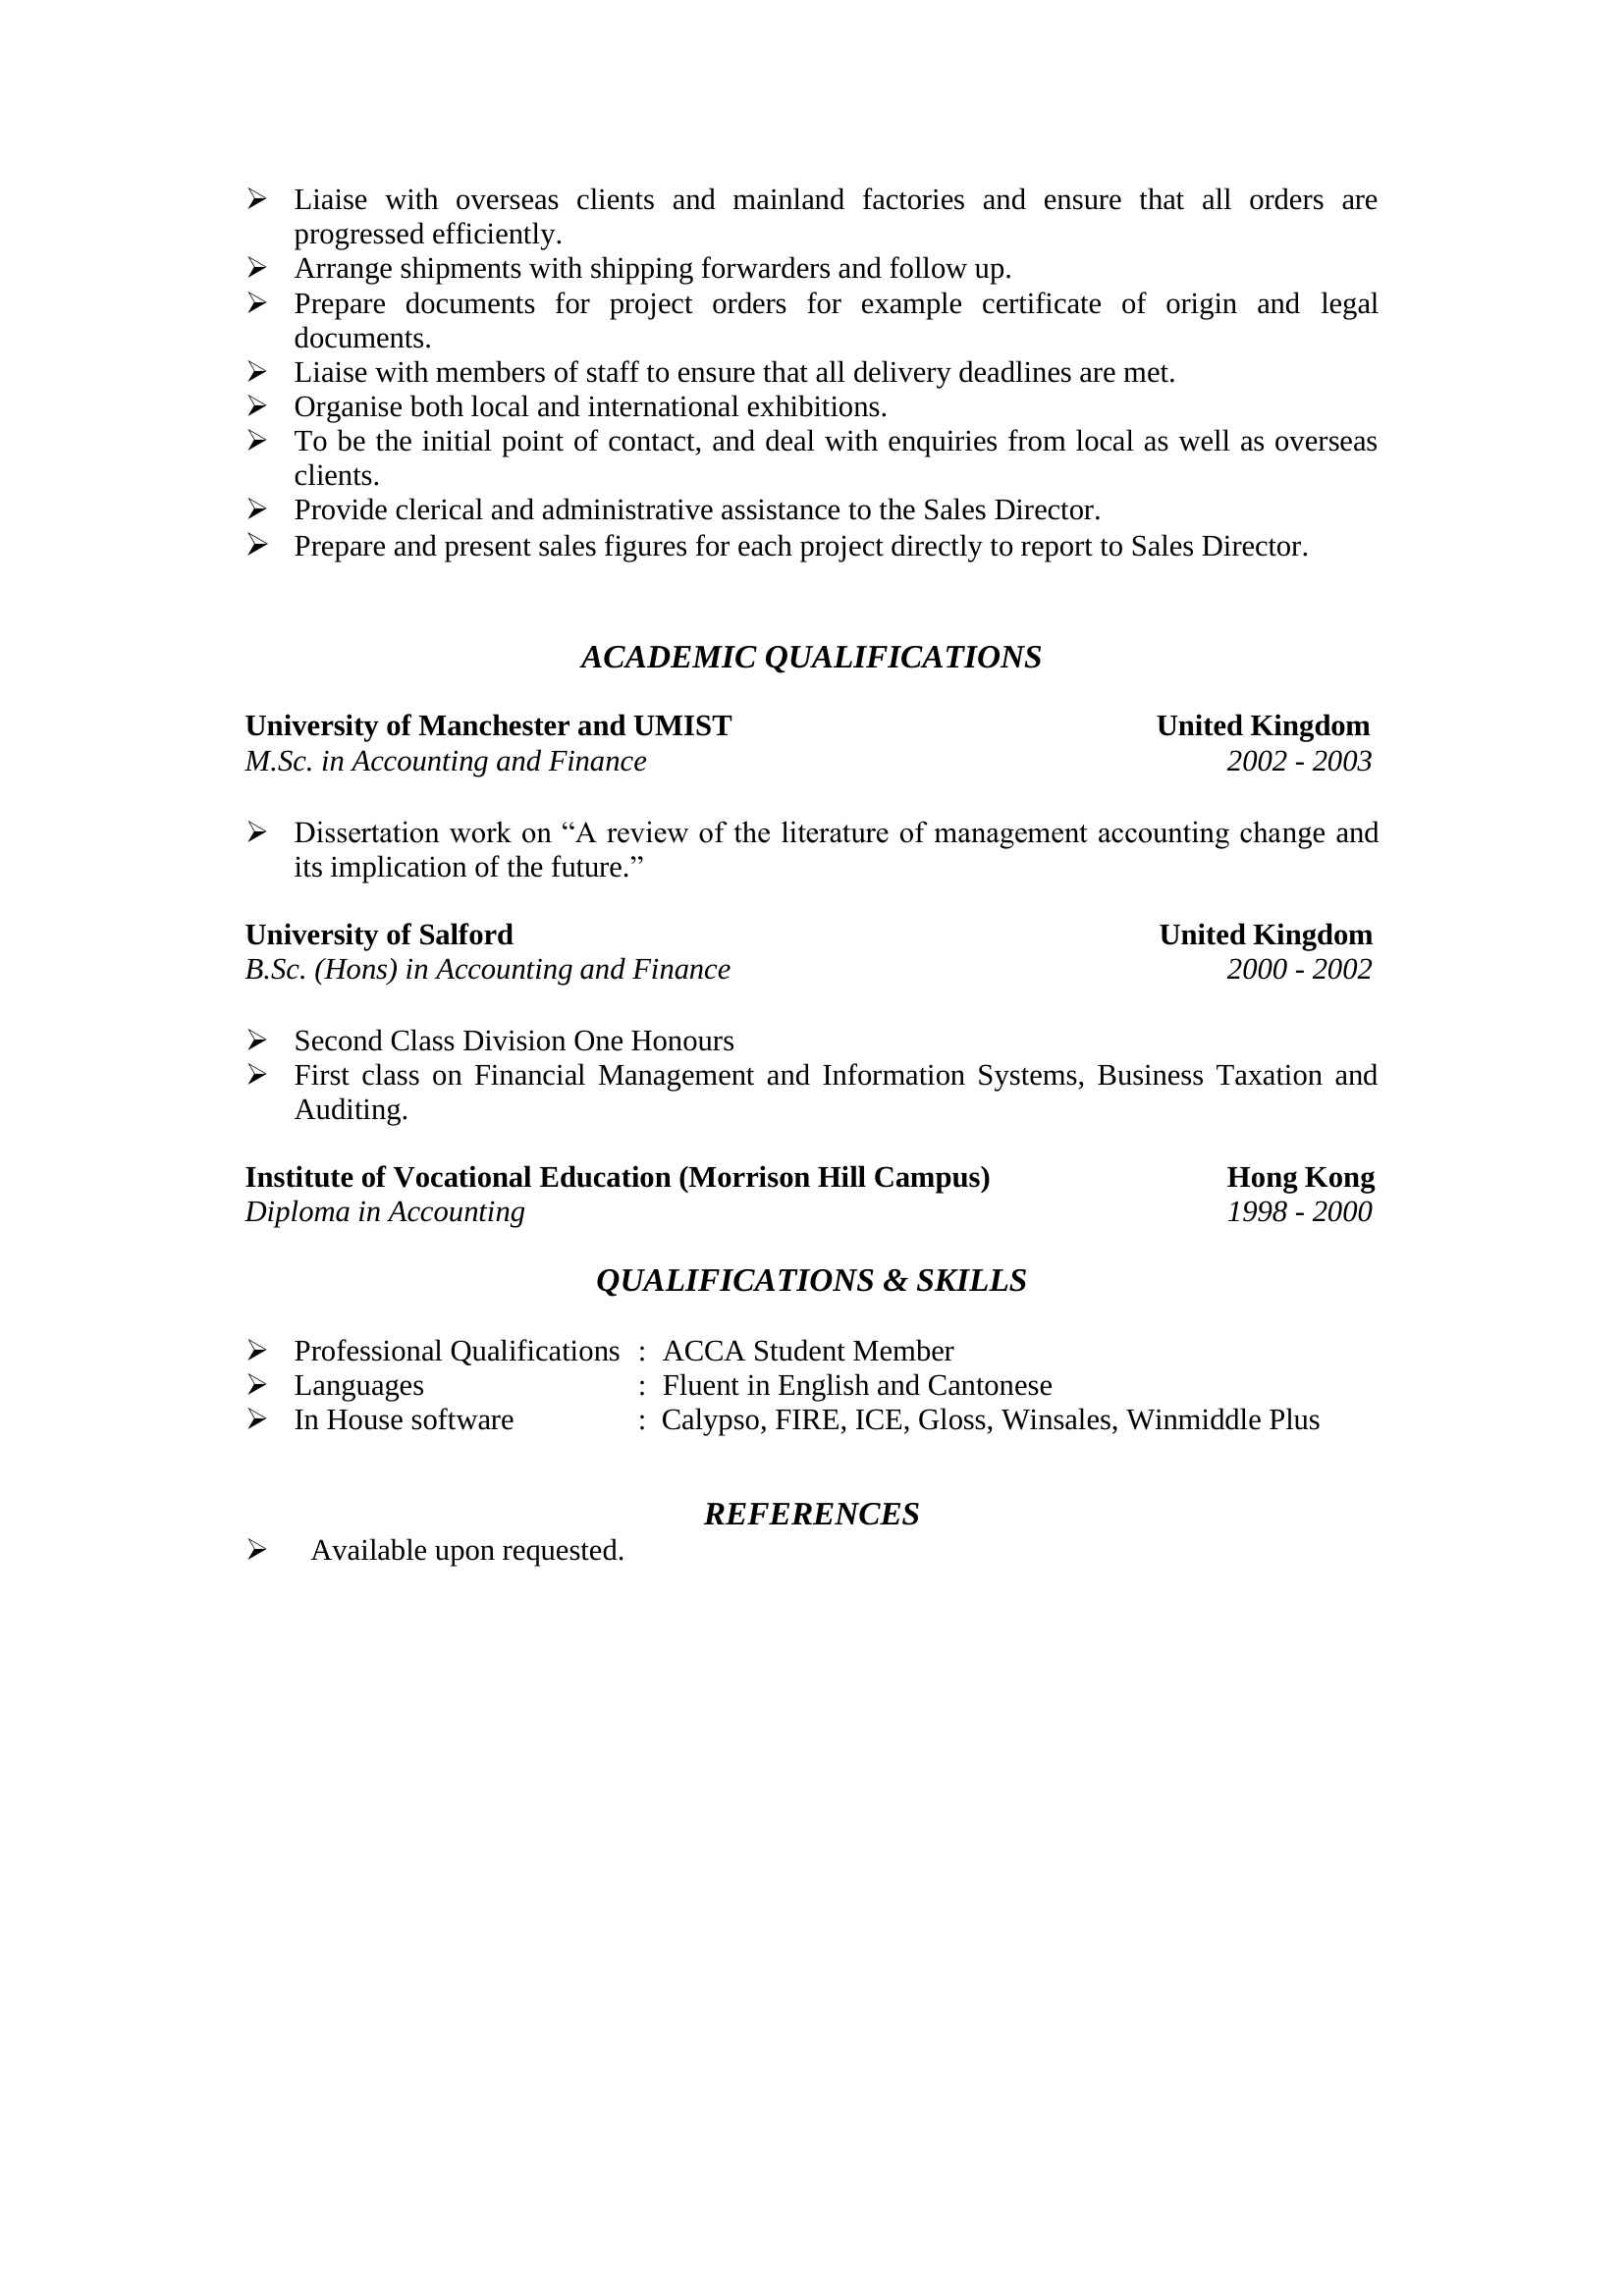 ➢ Liaise with overseas clients and mainland factories and ensure that all orders are
progressed efficiently.
➢ Arrange shipments with shipping forwarders and follow up.
➢ Prepare documents for project orders for example certificate of origin and legal
documents.
➢ Liaise with members of staff to ensure that all delivery deadlines are met.
➢ Organise both local and international exhibitions.
➢ To be the initial point of contact, and deal with enquiries from local as well as overseas
clients.
➢ Provide clerical and administrative assistance to the Sales Director.
➢ Prepare and present sales figures for each project directly to report to Sales Director.
ACADEMIC QUALIFICATIONS
University of Manchester and UMIST United Kingdom
M.Sc. in Accounting and Finance 2002 - 2003
➢ Dissertation work on “A review of the literature of management accounting change and
its implication of the future.”
University of Salford United Kingdom
B.Sc. (Hons) in Accounting and Finance 2000 - 2002
➢ Second Class Division One Honours
➢ First class on Financial Management and Information Systems, Business Taxation and
Auditing.
Institute of Vocational Education (Morrison Hill Campus) Hong Kong
Diploma in Accounting 1998 - 2000
QUALIFICATIONS & SKILLS
➢ Professional Qualifications : ACCA Student Member
➢ Languages : Fluent in English and Cantonese
➢ In House software : Calypso, FIRE, ICE, Gloss, Winsales, Winmiddle Plus
REFERENCES
➢ Available upon requested.